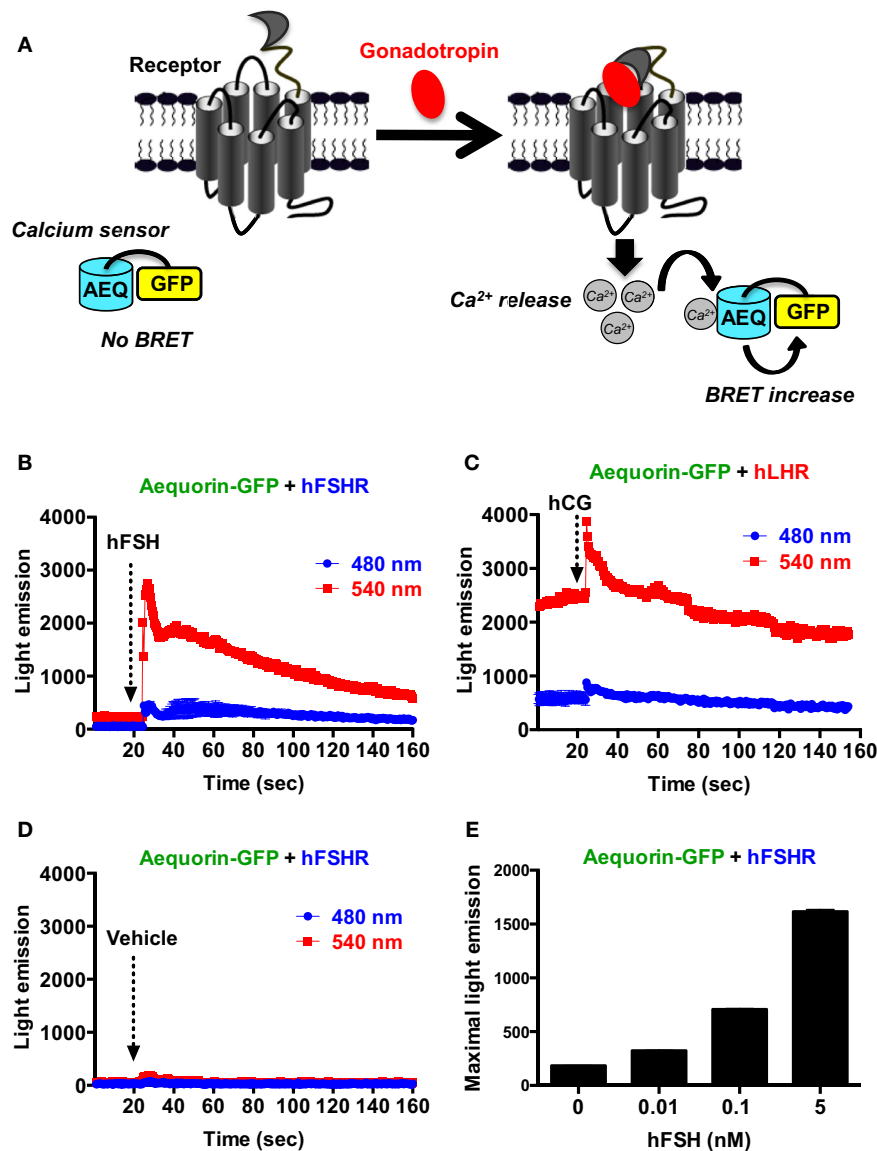 A
Receptor
Gonadotropin
Calcium sensor
AEQ GFP
No BRET
Ca²⁺ release
Ca²⁺ Ca²⁺
Ca²⁺
Ca²⁺ AEQ GFP
BRET increase
B
Aequorin-GFP + hFSHR
hFSH
480 nm
540 nm
Light emission
4000
3000
2000
1000
0
20 40 60 80 100 120 140 160
Time (sec)
C
Aequorin-GFP + hLHR
hCG
480 nm
540 nm
Light emission
4000
3000
2000
1000
0
20 40 60 80 100 120 140 160
Time (sec)
D
Aequorin-GFP + hFSHR
Vehicle
480 nm
540 nm
Light emission
4000
3000
2000
1000
0
20 40 60 80 100 120 140 160
Time (sec)
E
Aequorin-GFP + hFSHR
Maximal light emission
2000
1500
1000
500
0
0 0.01 0.1 5
hFSH (nM)